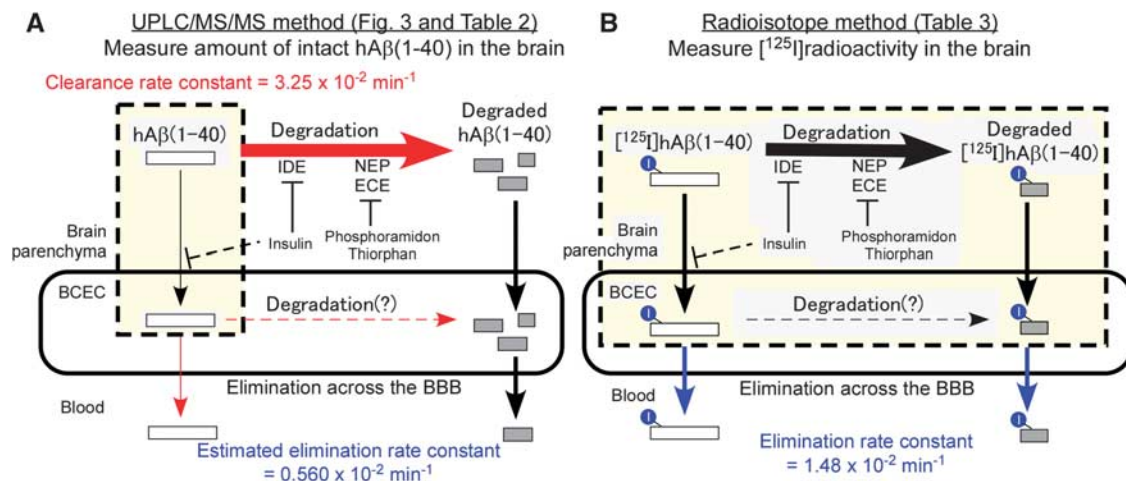 A
UPLC/MS/MS method (Fig. 3 and Table 2)
Measure amount of intact hAβ(1-40) in the brain
Clearance rate constant = 3.25 x 10⁻² min⁻¹
hAβ(1-40)
Degradation
Degraded
hAβ(1-40)
IDE
NEP
ECE
Insulin
Phosphoramidon
Thiorphan
Brain
parenchyma
BCEC
Degradation(?)
Elimination across the BBB
Blood
Estimated elimination rate constant
= 0.560 x 10⁻² min⁻¹
B
Radioisotope method (Table 3)
Measure [¹²⁵I]radioactivity in the brain
[¹²⁵I]hAβ(1-40)
Degradation
Degraded
[¹²⁵I]hAβ(1-40)
I
I
IDE
NEP
ECE
Insulin
Phosphoramidon
Thiorphan
Brain
parenchyma
BCEC
I
Degradation(?)
I
Elimination across the BBB
Blood
I
I
Elimination rate constant
= 1.48 x 10⁻² min⁻¹